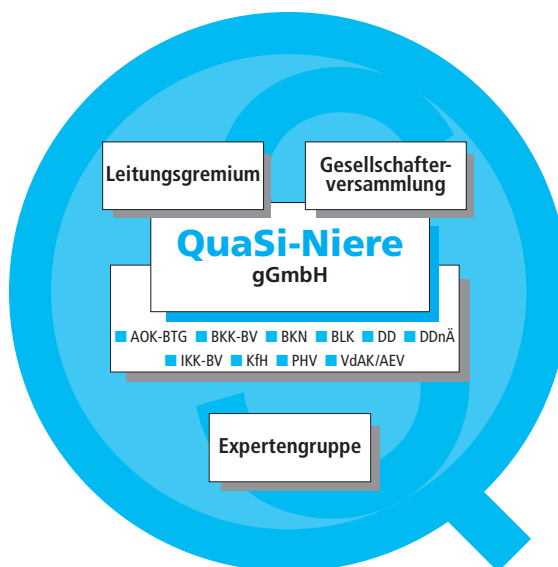 Leitungsgremium
Gesellschafter-
versammlung
QuaSi-Niere
gGmbH
AOK-BTG BKK-BV BKN BLK DD DDnÄ
IKK-BV KfH PHV VdAK/AEV
Expertengruppe